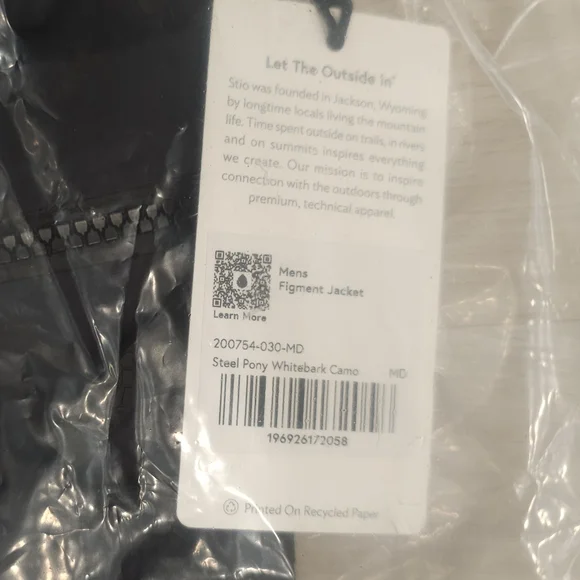 Let The Outside In®
Stio was founded in Jackson, Wyoming
by longtime locals living the mountain
life. Time spent outside on trails, in rivers
and on summits inspires everything
we create. Our mission is to inspire
connection with the outdoors through
premium, technical apparel.
Mens
Figment Jacket
Learn More
200754-030-MD
Steel Pony Whitebark Camo MD
196926172058
Printed On Recycled Paper